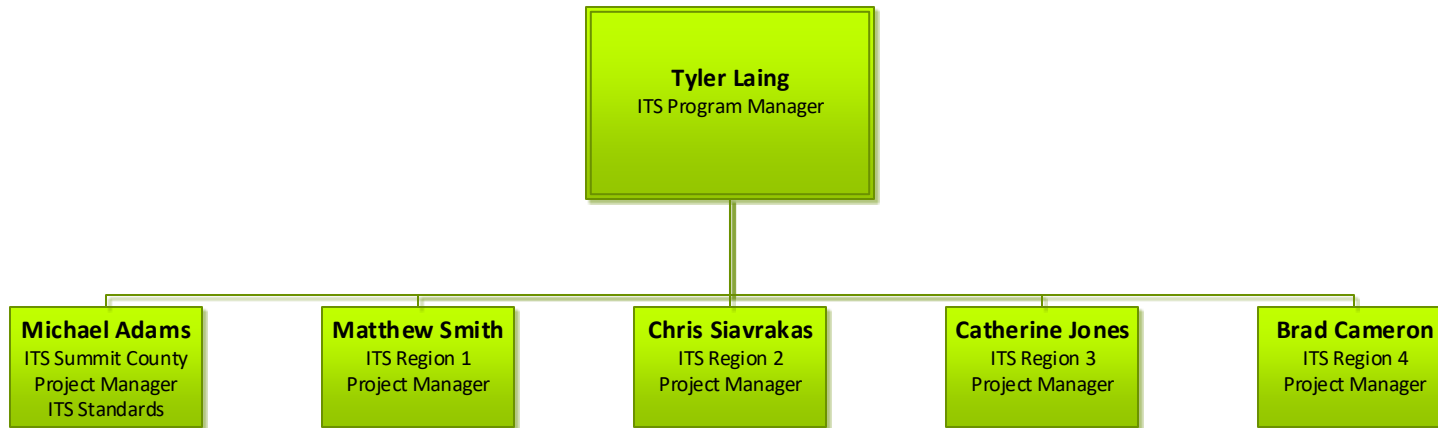 Tyler Laing
ITS Program Manager
Michael Adams
ITS Summit County
Project Manager
ITS Standards
Matthew Smith
ITS Region 1
Project Manager
Chris Siavrakas
ITS Region 2
Project Manager
Catherine Jones
ITS Region 3
Project Manager
Brad Cameron
ITS Region 4
Project Manager